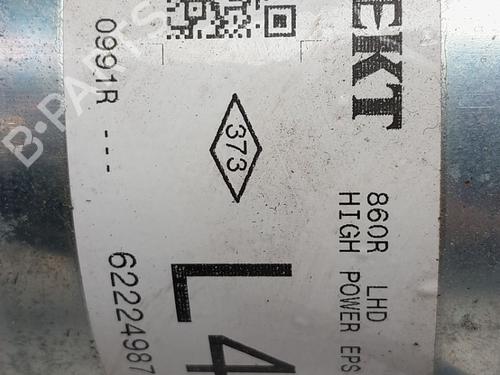 EKT
860R LHD
HIGH POWER EPS
373
L4
0991R ---
62224987
B-PARTS